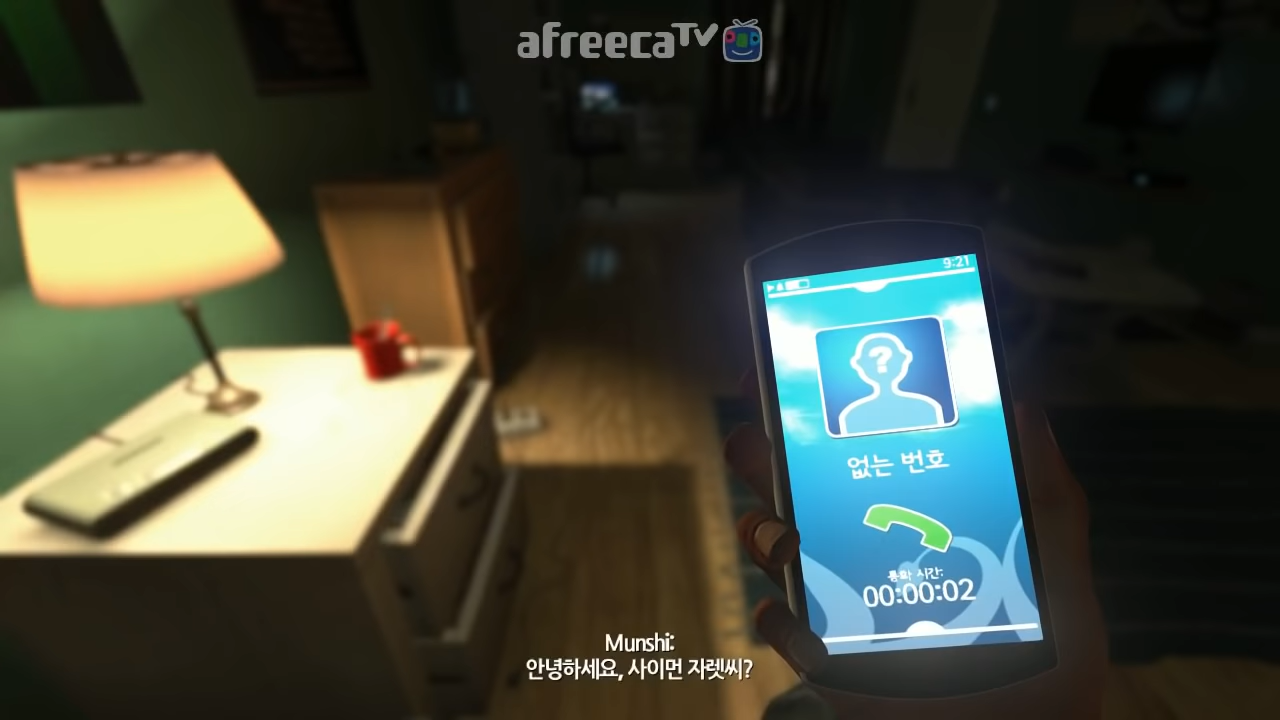 afreecaTV
9:21
없는 번호
통화 시간:
00:00:02
Munshi:
안녕하세요, 사이먼 자렛씨?